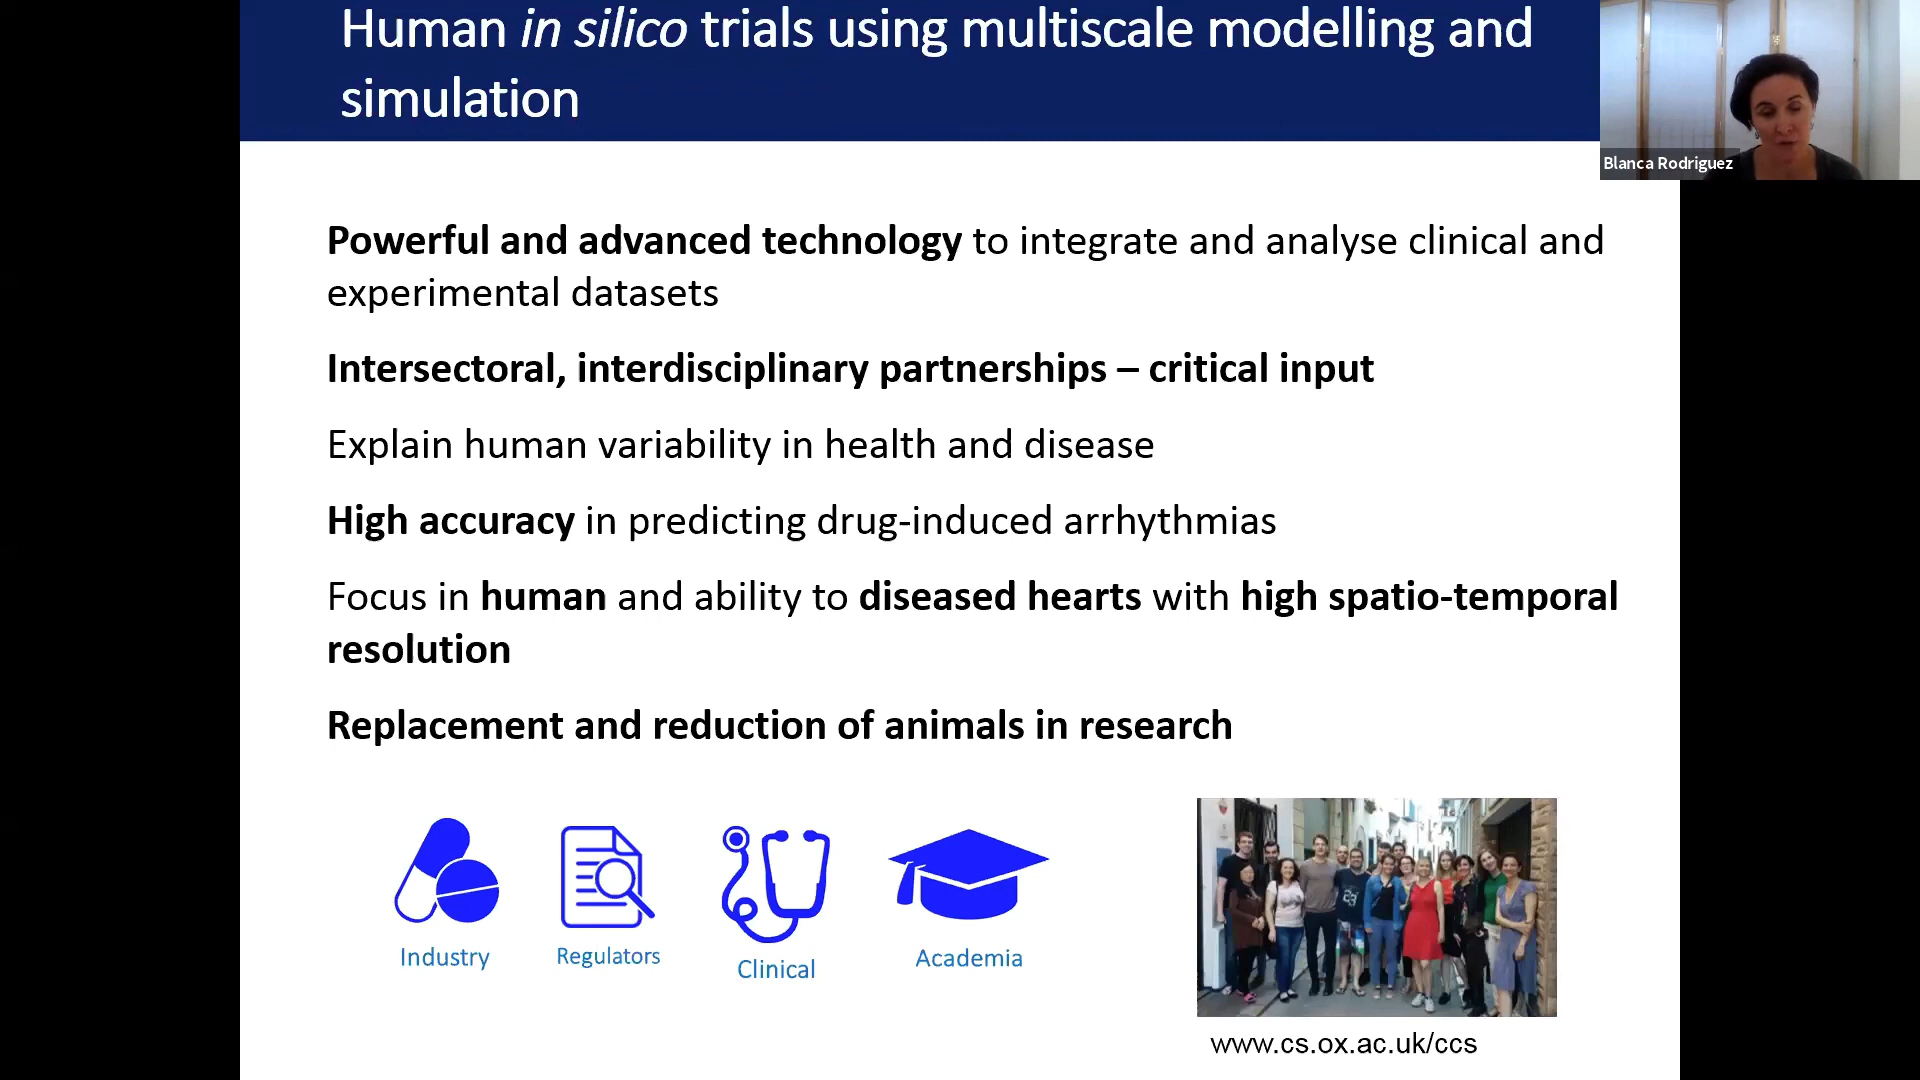 Human in silico trials using multiscale modelling and
simulation
Blanca Rodriguez
Powerful and advanced technology to integrate and analyse clinical and
experimental datasets
Intersectoral, interdisciplinary partnerships – critical input
Explain human variability in health and disease
High accuracy in predicting drug-induced arrhythmias
Focus in human and ability to diseased hearts with high spatio-temporal
resolution
Replacement and reduction of animals in research
Industry
Regulators
Clinical
Academia
23
www.cs.ox.ac.uk/ccs